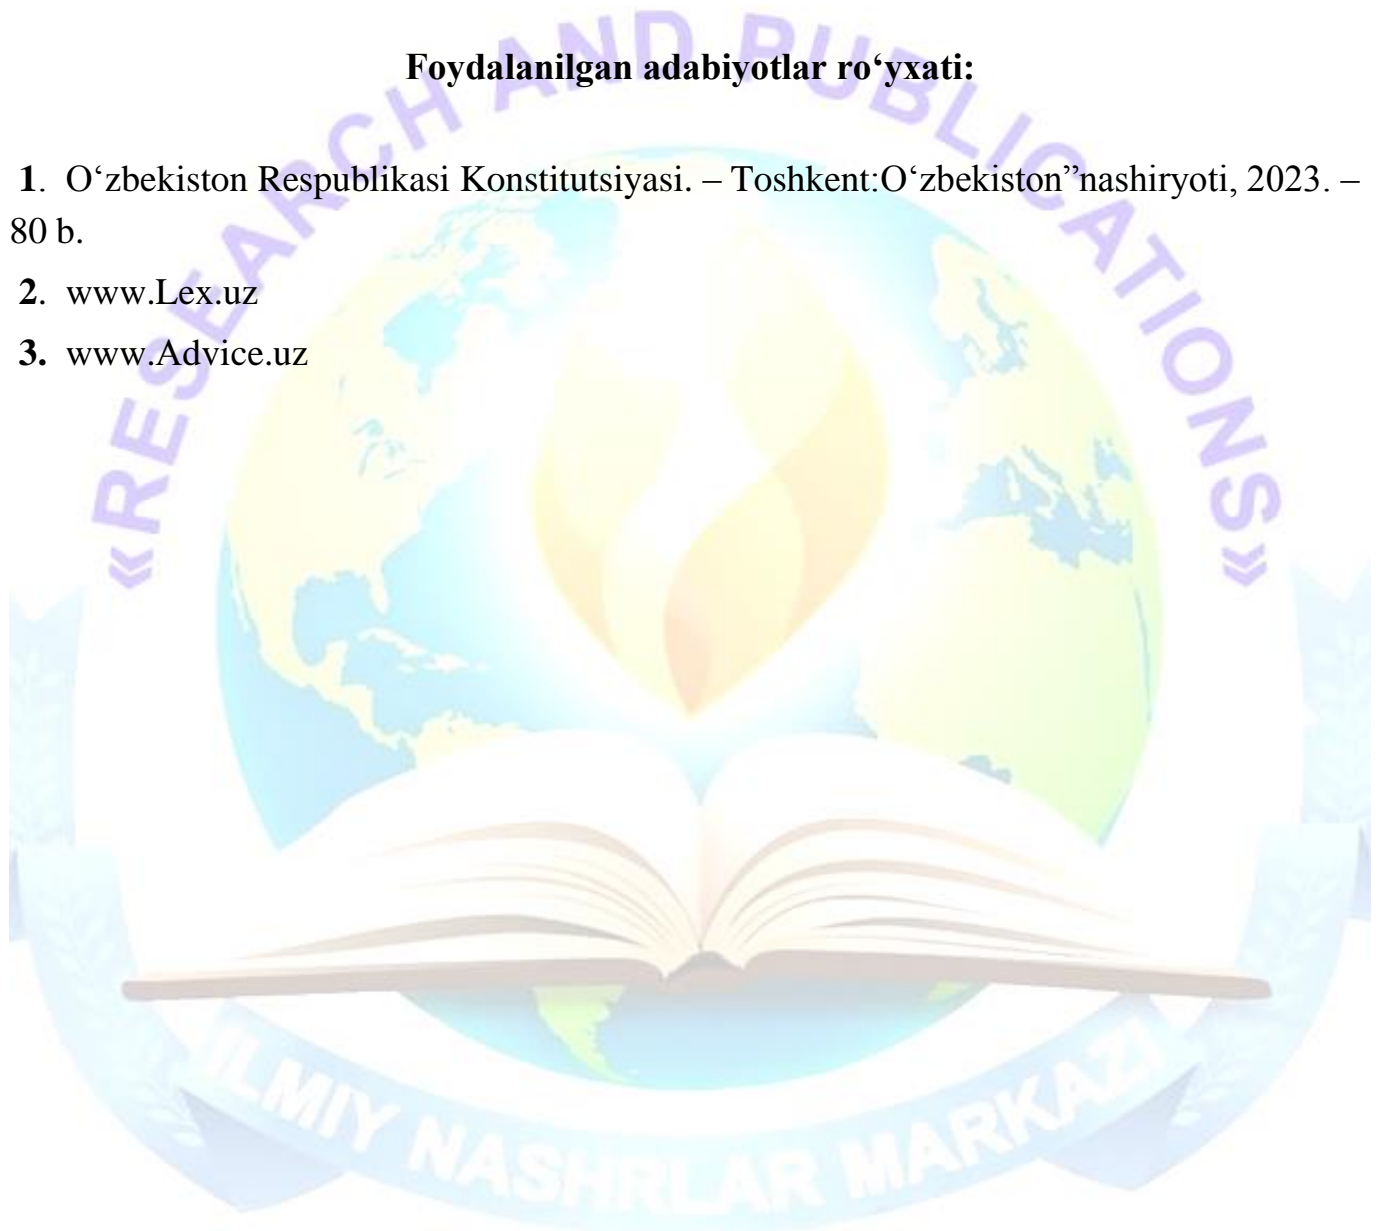 Foydalanilgan adabiyotlar ro‘yxati:
1. O‘zbekiston Respublikasi Konstitutsiyasi. – Toshkent:O‘zbekiston”nashiryoti, 2023. –
80 b.
2. www.Lex.uz
3. www.Advice.uz
«RESEARCH AND PUBLICATIONS»
ILMIY NASHRLAR MARKAZI